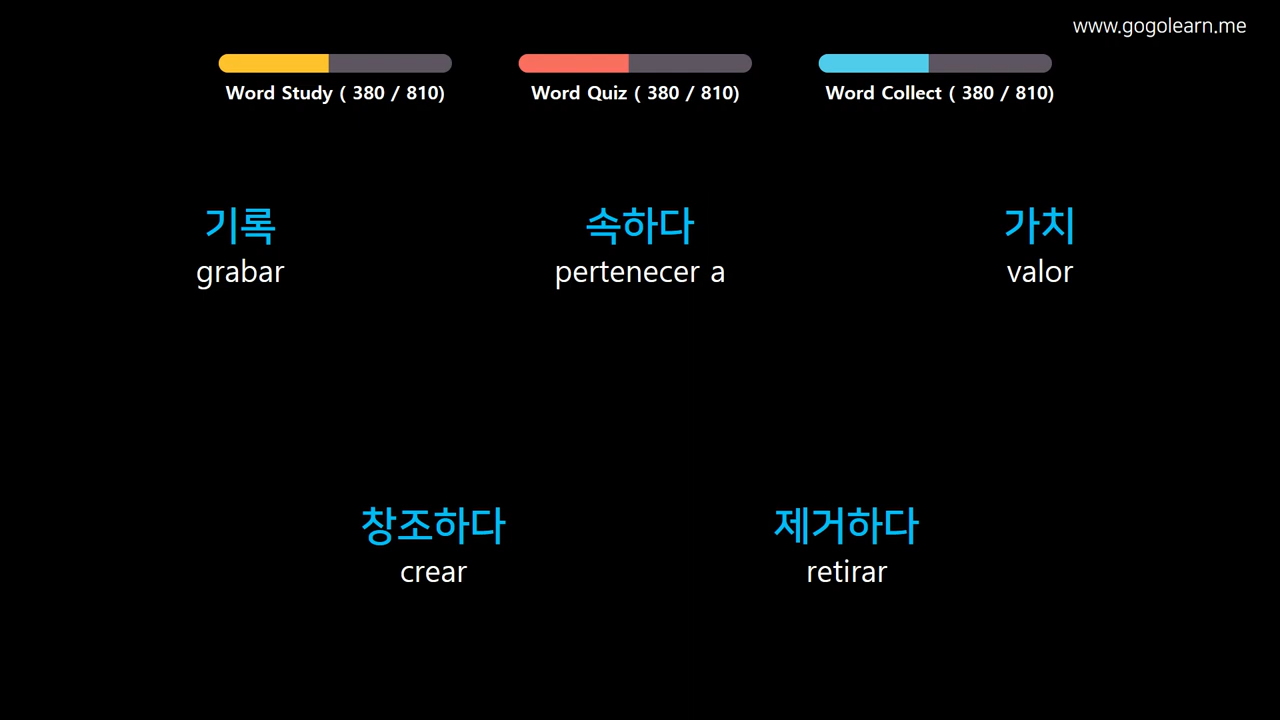 www.gogolearn.me
Word Study ( 380 / 810)
Word Quiz ( 380 / 810)
Word Collect ( 380 / 810)
기록
grabar
속하다
pertenecer a
가치
valor
창조하다
crear
제거하다
retirar